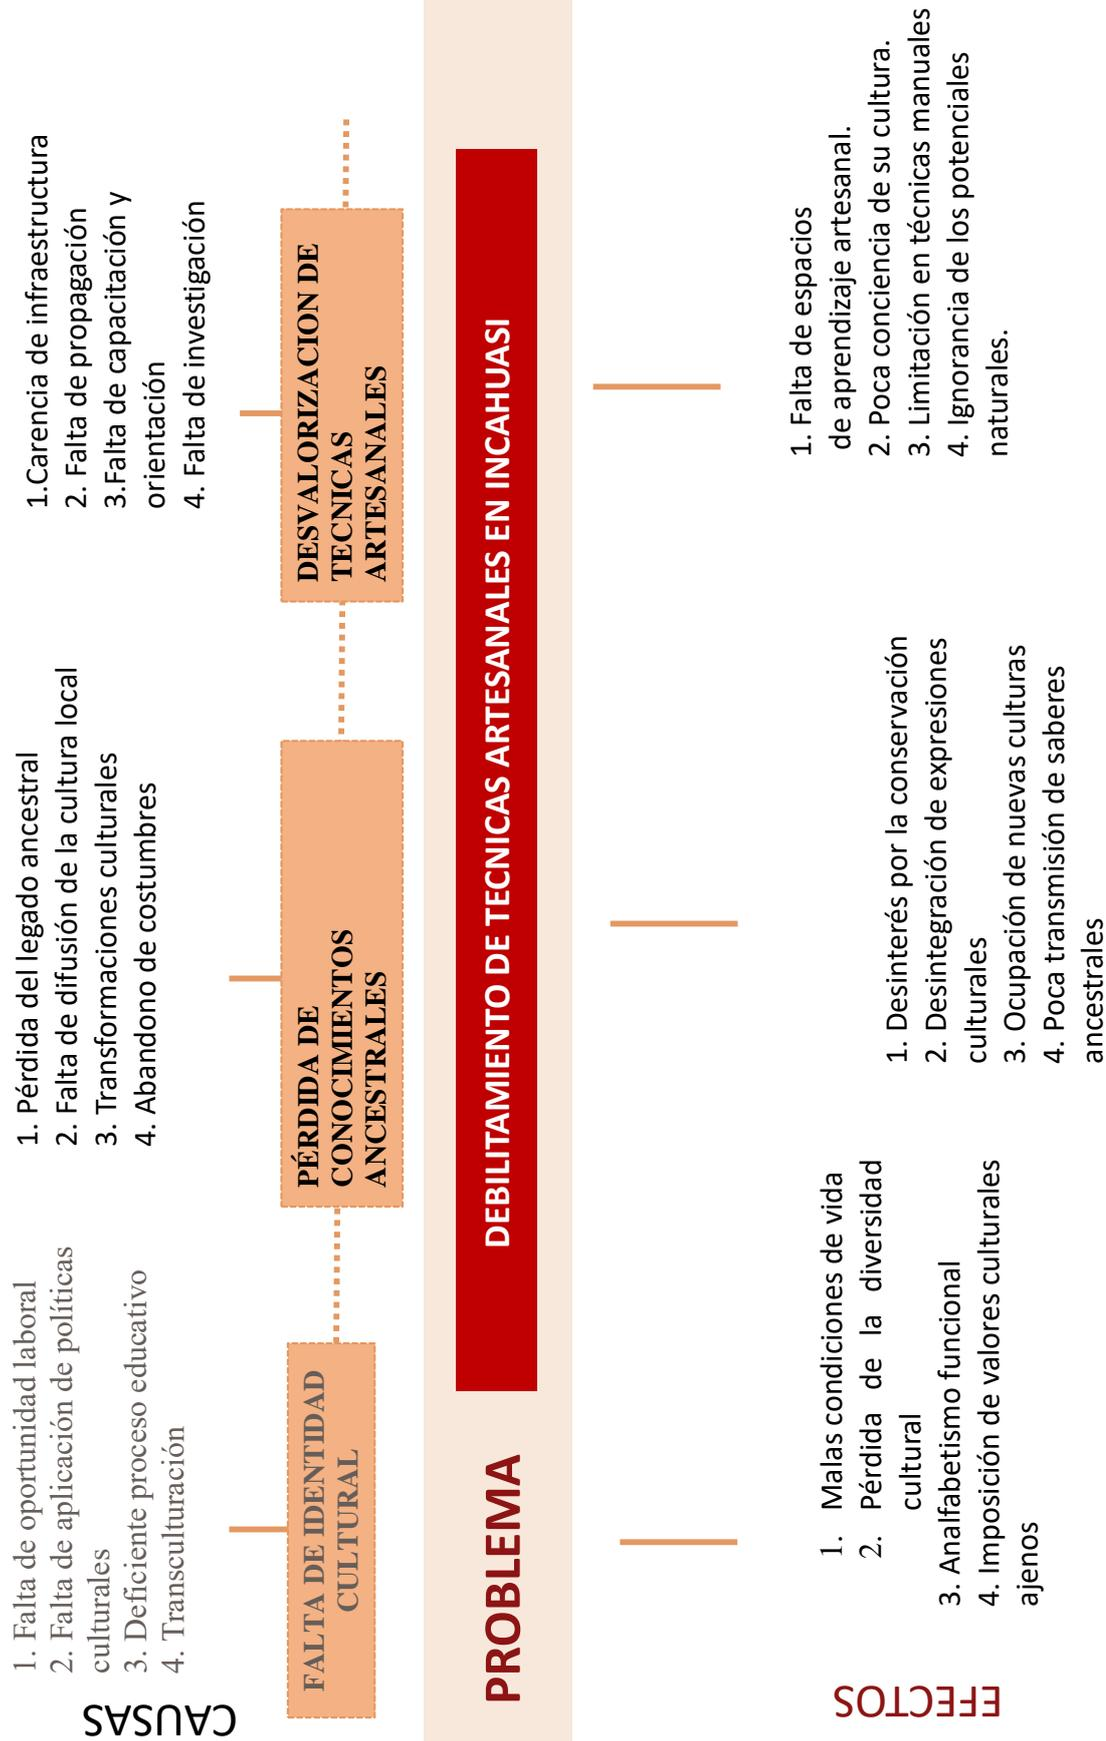 CAUSAS
1. Falta de oportunidad laboral
2. Falta de aplicación de políticas
culturales
3. Deficiente proceso educativo
4. Transculturación
1. Pérdida del legado ancestral
2. Falta de difusión de la cultura local
3. Transformaciones culturales
4. Abandono de costumbres
1.Carencia de infraestructura
2. Falta de propagación
3.Falta de capacitación y
orientación
4. Falta de investigación
FALTA DE IDENTIDAD
CULTURAL
PÉRDIDA DE
CONOCIMIENTOS
ANCESTRALES
DESVALORIZACION DE
TECNICAS
ARTESANALES
PROBLEMA
DEBILITAMIENTO DE TECNICAS ARTESANALES EN INCAHUASI
EFECTOS
1. Malas condiciones de vida
2. Pérdida de la diversidad
cultural
3. Analfabetismo funcional
4. Imposición de valores culturales
ajenos
1. Desinterés por la conservación
2. Desintegración de expresiones
culturales
3. Ocupación de nuevas culturas
4. Poca transmisión de saberes
ancestrales
1. Falta de espacios
de aprendizaje artesanal.
2. Poca conciencia de su cultura.
3. Limitación en técnicas manuales
4. Ignorancia de los potenciales
naturales.